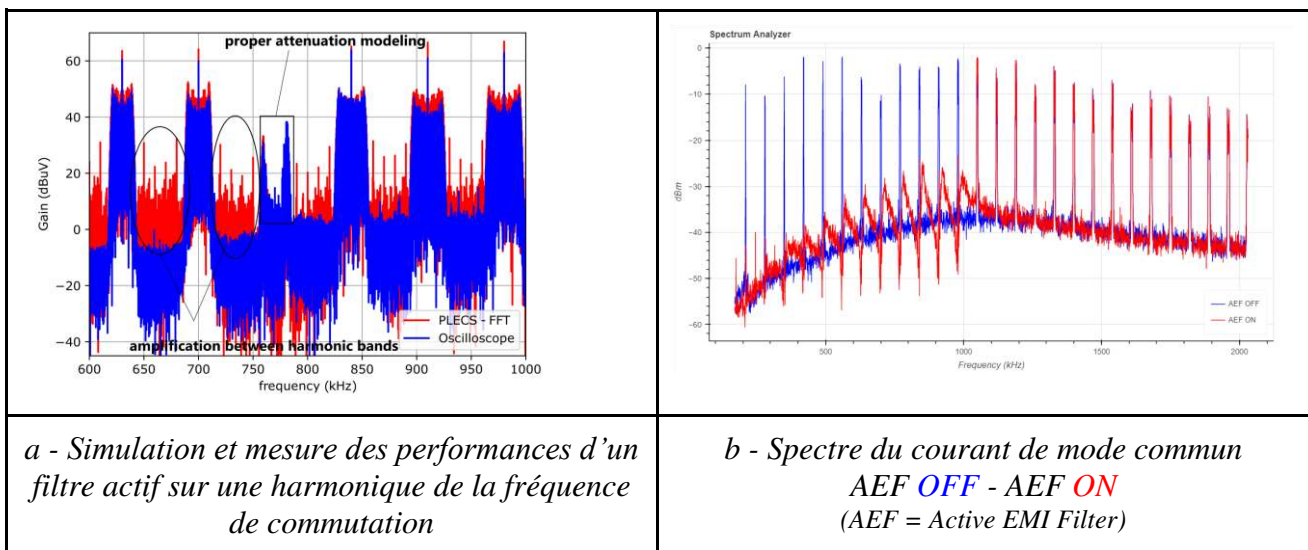 proper attenuation modeling
60
40
20
0
−20
−40
Gain (dBuV)
PLECS - FFT
Oscilloscope
amplification between harmonic bands
600 650 700 750 800 850 900 950 1000
frequency (kHz)
Spectrum Analyzer
0
−10
−20
−30
−40
−50
−60
dBm
AEF OFF
AEF ON
500 1000 1500 2000
Frequency (kHz)
a - Simulation et mesure des performances d'un
filtre actif sur une harmonique de la fréquence
de commutation
b - Spectre du courant de mode commun
AEF OFF - AEF ON
(AEF = Active EMI Filter)